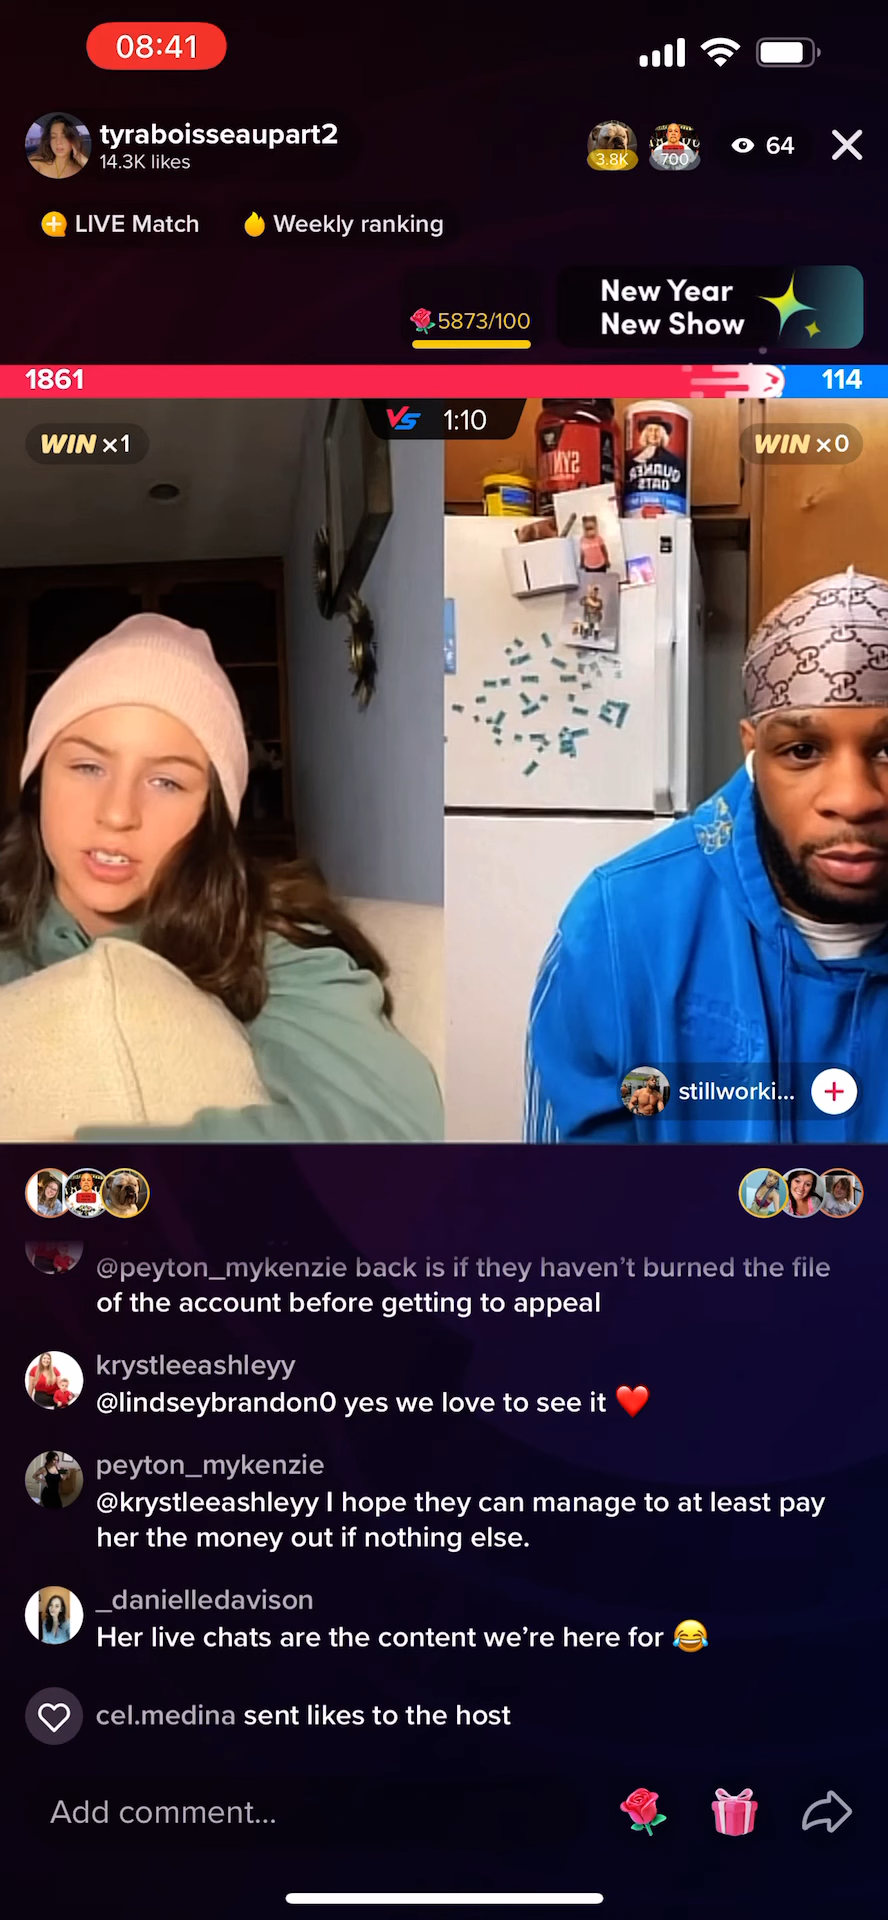 08:41
tyraboisseaupart2
14.3K likes
3.8K
700
64
LIVE Match
Weekly ranking
5873/100
New Year
New Show
1861
114
WIN x1
VS 1:10
WIN x0
QUAKER
OATS
stillworki...
@peyton_mykenzie back is if they haven’t burned the file
of the account before getting to appeal
krystleeashleyy
@lindseybrandon0 yes we love to see it ❤️
peyton_mykenzie
@krystleeashleyy I hope they can manage to at least pay
her the money out if nothing else.
_danielledavison
Her live chats are the content we’re here for 😂
cel.medina sent likes to the host
Add comment...